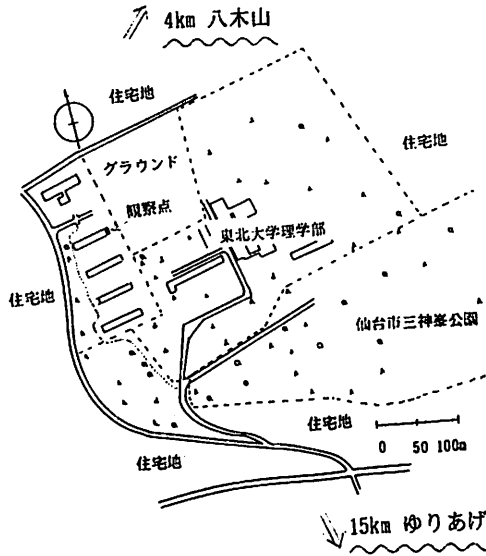 4km 八木山
住宅地
住宅地
グラウンド
観察点
東北大学理学部
住宅地
仙台市三神峯公園
住宅地
0 50 100m
住宅地
15km ゆりあげ